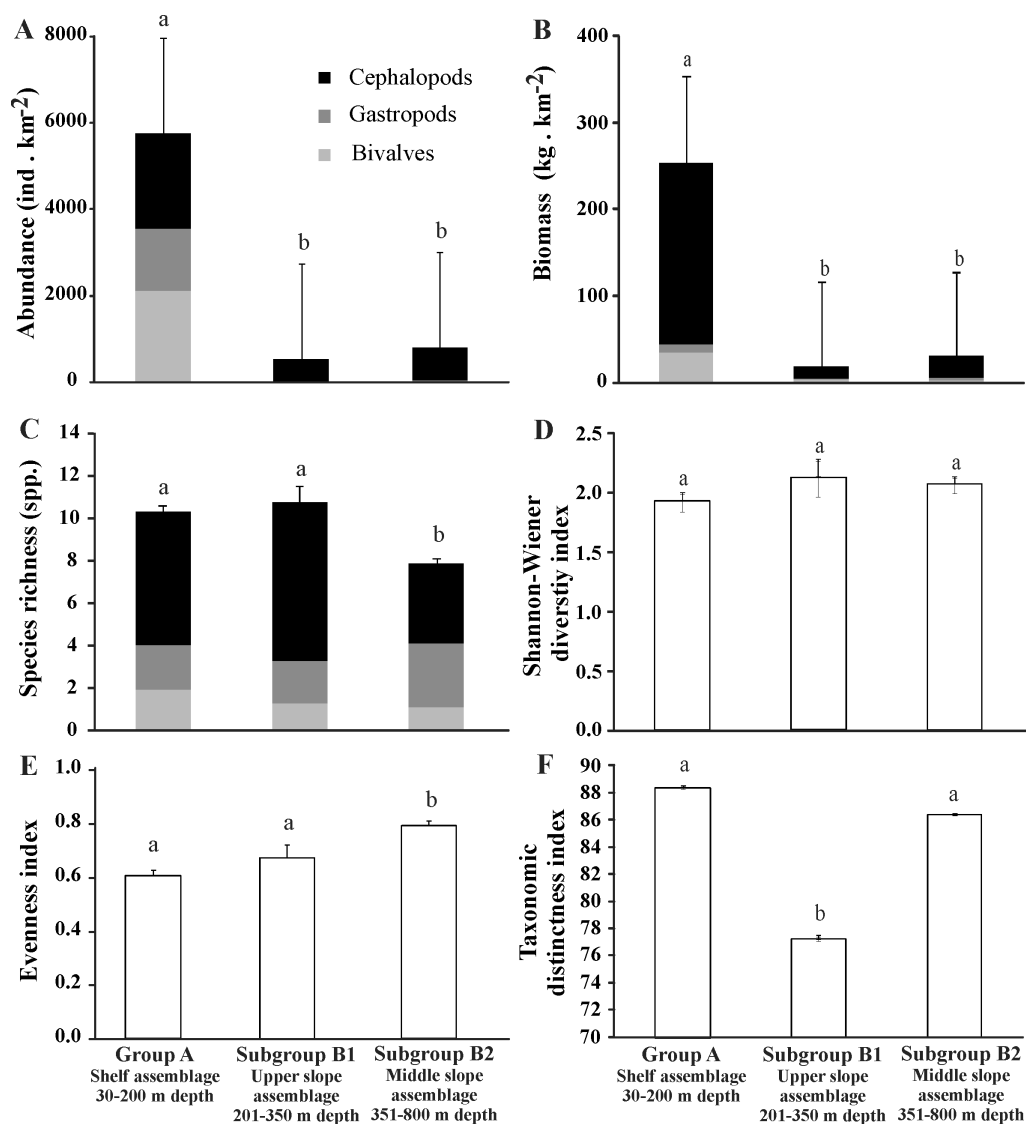 A
Abundance (ind . km-2)
8000
6000
4000
2000
0
a
b
b
Cephalopods
Gastropods
Bivalves
B
Biomass (kg . km-2)
400
300
200
100
0
a
b
b
C
Species richness (spp.)
14
12
10
8
6
4
2
0
a
a
b
D
Shannon-Wiener
diverstiy index
2.5
2.0
1.5
1.0
0.5
0.0
a
a
a
E
Evenness index
1.0
0.8
0.6
0.4
0.2
0.0
a
a
b
Group A
Shelf assemblage
30-200 m depth
Subgroup B1
Upper slope
assemblage
201-350 m depth
Subgroup B2
Middle slope
assemblage
351-800 m depth
F
Taxonomic
distinctness index
90
88
86
84
82
80
78
76
74
72
70
a
b
a
Group A
Shelf assemblage
30-200 m depth
Subgroup B1
Upper slope
assemblage
201-350 m depth
Subgroup B2
Middle slope
assemblage
351-800 m depth